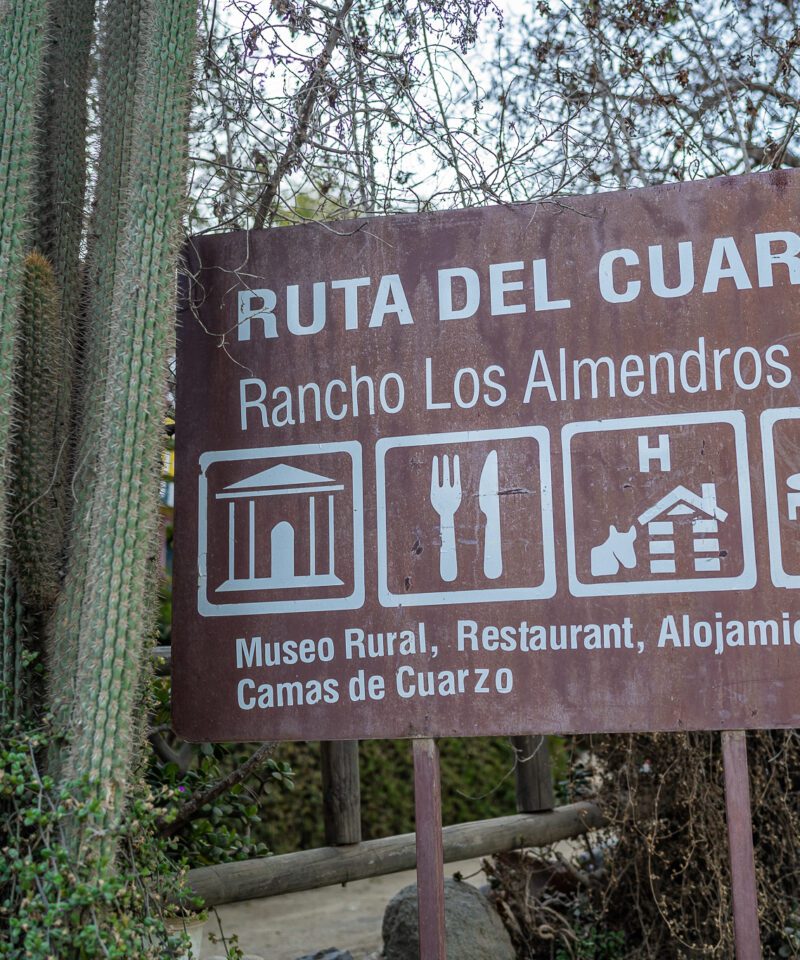 RUTA DEL CUAR
Rancho Los Almendros
H
Museo Rural, Restaurant, Alojamie
Camas de Cuarzo